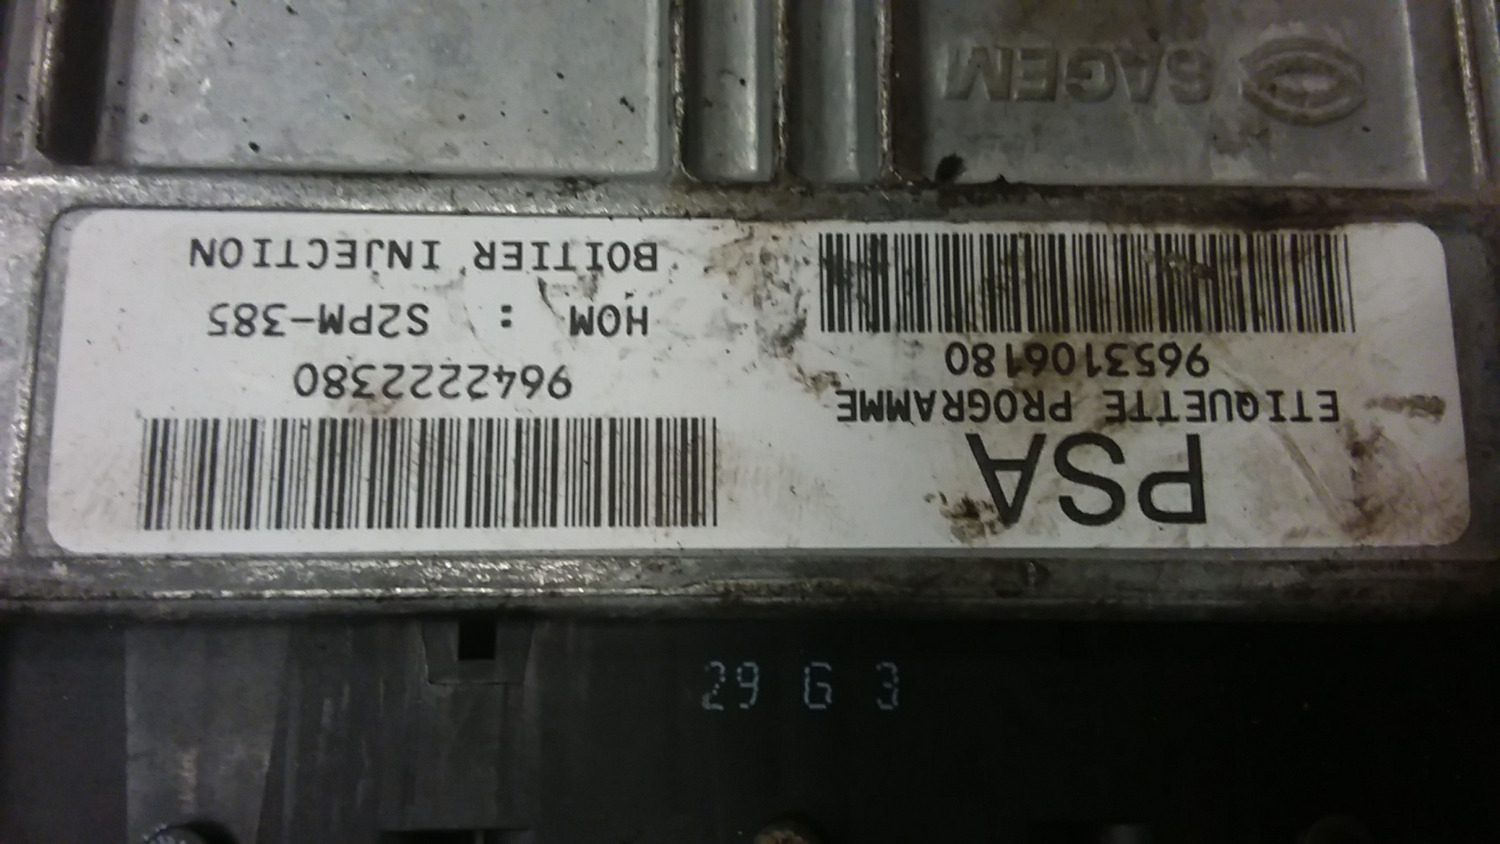 PSA
ETIQUETTE PROGRAMME
9653106180
9642222380
HOM : S2PM-385
BOITIER INJECTION
SAGEM
29 G 3